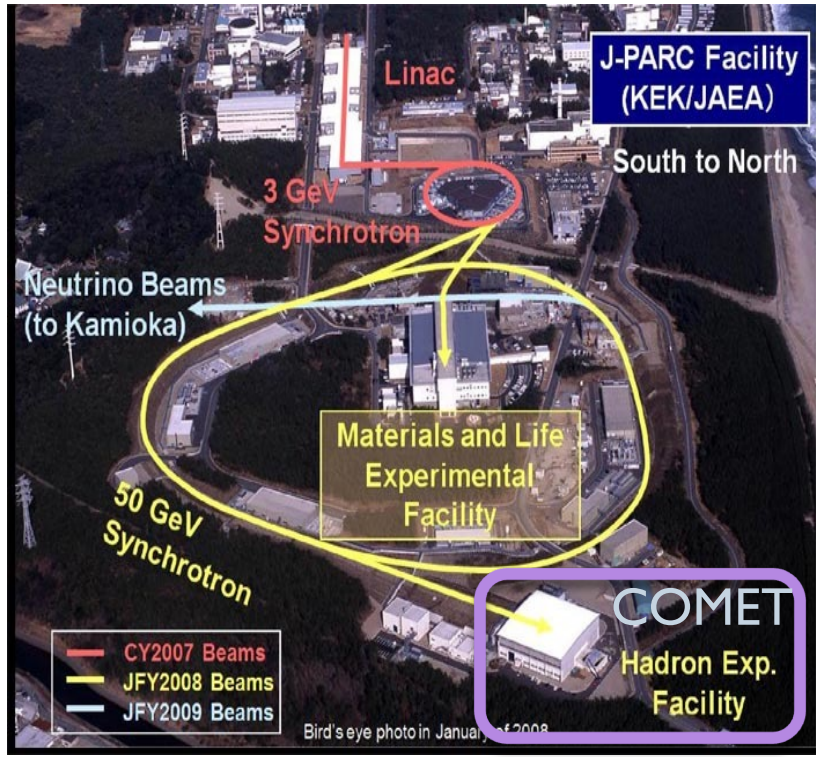 Linac
J-PARC Facility
(KEK/JAEA)
South to North
3 GeV
Synchrotron
Neutrino Beams
(to Kamioka)
Materials and Life
Experimental
Facility
50 GeV
Synchrotron
COMET
Hadron Exp.
Facility
CY2007 Beams
JFY2008 Beams
JFY2009 Beams
Bird's eye photo in January of 2008